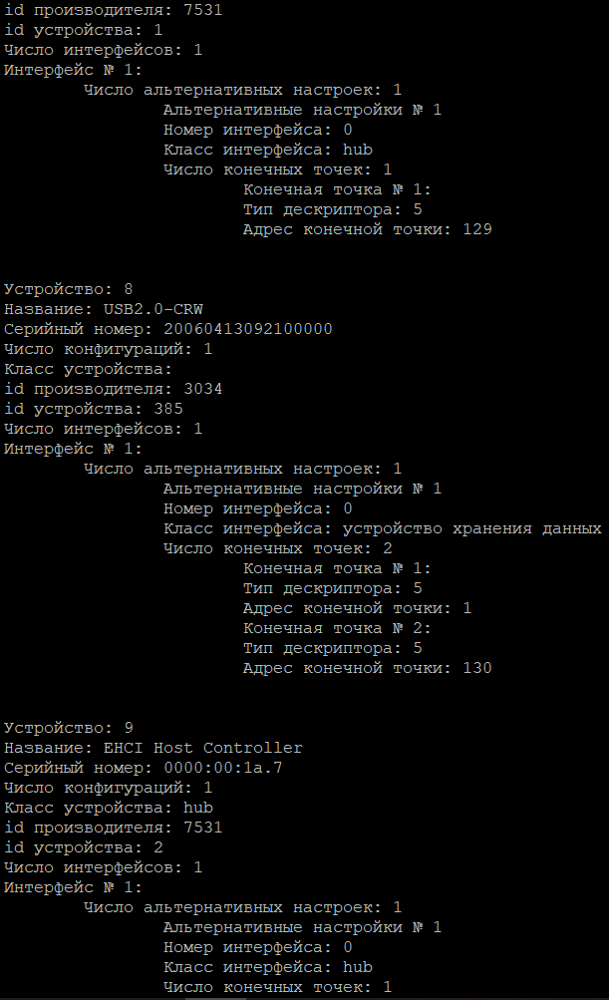 id производителя: 7531
id устройства: 1
Число интерфейсов: 1
Интерфейс № 1:
Число альтернативных настроек: 1
Альтернативные настройки № 1
Номер интерфейса: 0
Класс интерфейса: hub
Число конечных точек: 1
Конечная точка № 1:
Тип дескриптора: 5
Адрес конечной точки: 129
Устройство: 8
Название: USB2.0-CRW
Серийный номер: 20060413092100000
Число конфигураций: 1
Класс устройства:
id производителя: 3034
id устройства: 385
Число интерфейсов: 1
Интерфейс № 1:
Число альтернативных настроек: 1
Альтернативные настройки № 1
Номер интерфейса: 0
Класс интерфейса: устройство хранения данных
Число конечных точек: 2
Конечная точка № 1:
Тип дескриптора: 5
Адрес конечной точки: 1
Конечная точка № 2:
Тип дескриптора: 5
Адрес конечной точки: 130
Устройство: 9
Название: EHCI Host Controller
Серийный номер: 0000:00:1a.7
Число конфигураций: 1
Класс устройства: hub
id производителя: 7531
id устройства: 2
Число интерфейсов: 1
Интерфейс № 1:
Число альтернативных настроек: 1
Альтернативные настройки № 1
Номер интерфейса: 0
Класс интерфейса: hub
Число конечных точек: 1